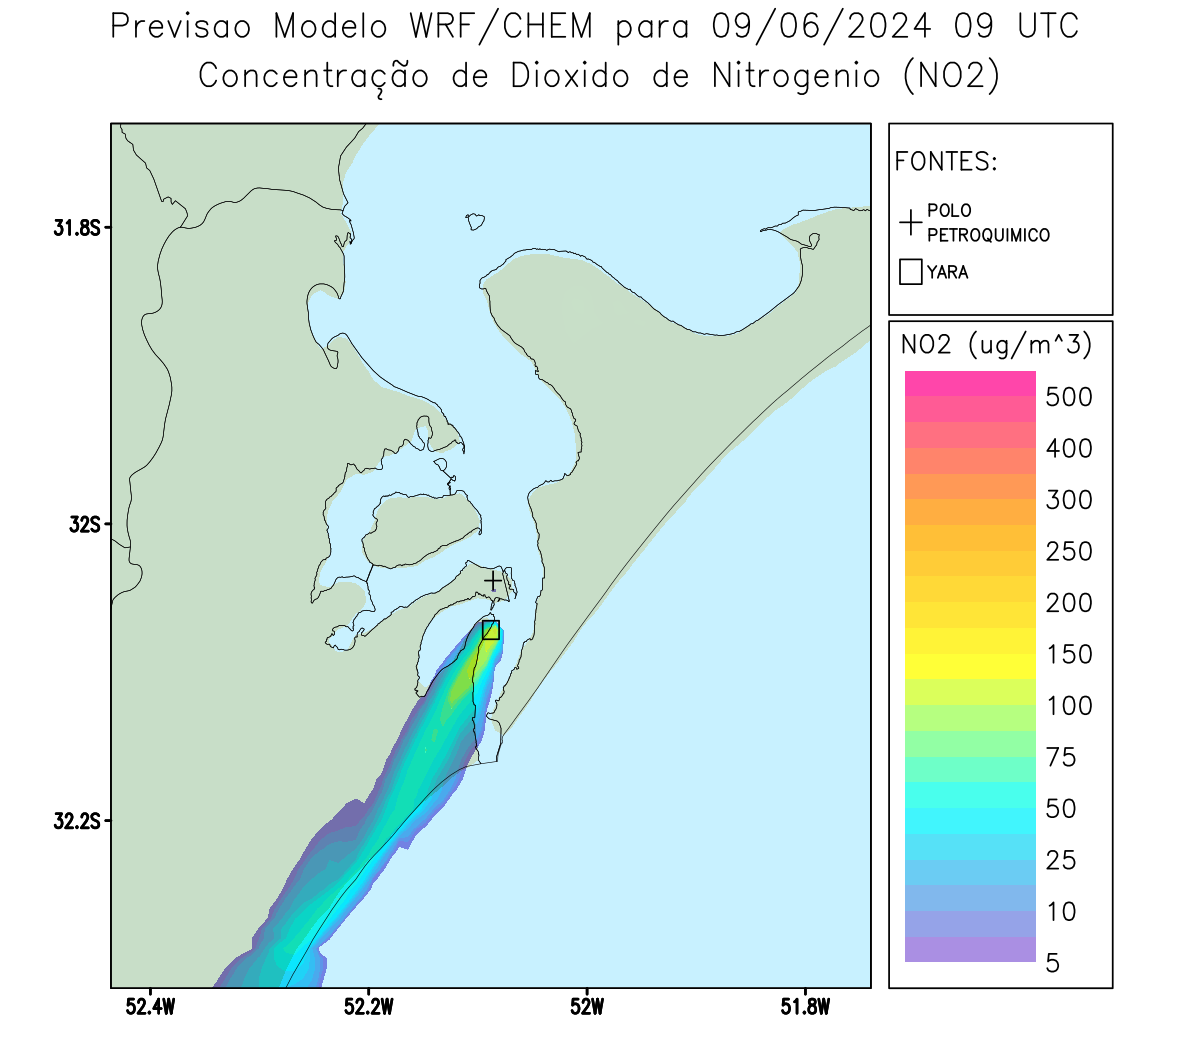 Previsao Modelo WRF/CHEM para 09/06/2024 09 UTC
Concentração de Dioxido de Nitrogenio (NO2)
FONTES:
POLO
PETROQUIMICO
YARA
NO2 (ug/m^3)
500
400
300
250
200
150
100
75
50
25
10
5
31.8S
32S
32.2S
52.4W
52.2W
52W
51.8W